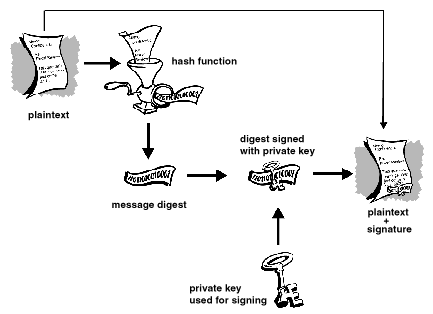 hash function
plaintext
digest signed
with private key
message digest
plaintext
+
signature
private key
used for signing